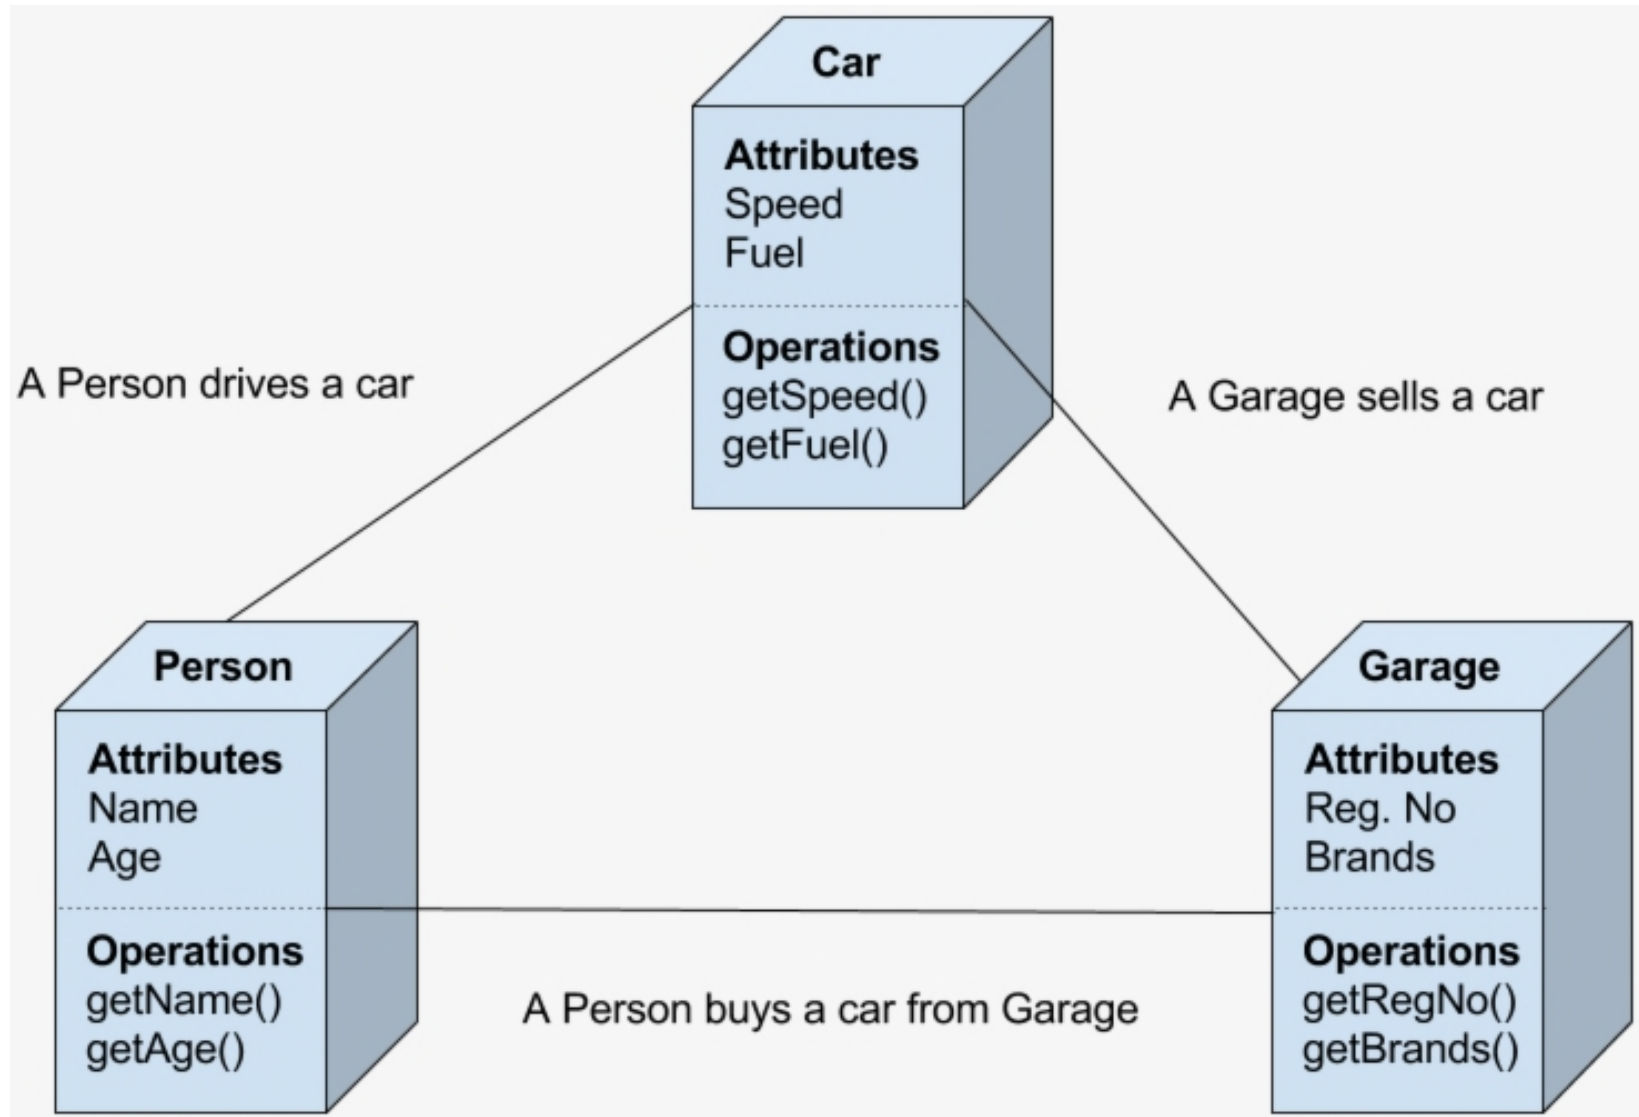 Car
Attributes
Speed
Fuel
Operations
getSpeed()
getFuel()
A Person drives a car
A Garage sells a car
Person
Attributes
Name
Age
Operations
getName()
getAge()
A Person buys a car from Garage
Garage
Attributes
Reg. No
Brands
Operations
getRegNo()
getBrands()